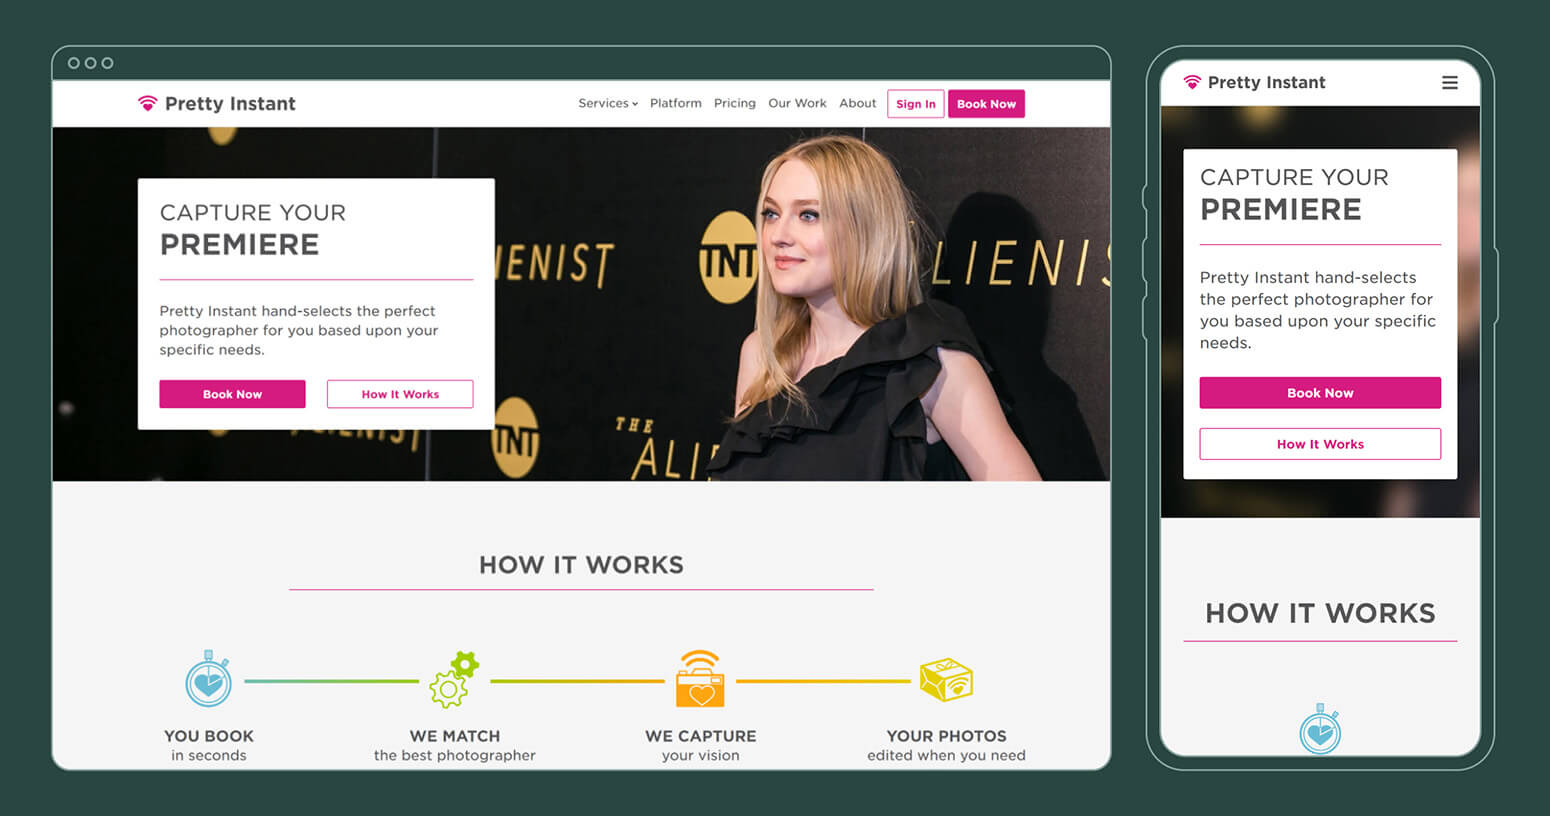 Pretty Instant
Services Platform Pricing Our Work About Sign In Book Now
CAPTURE YOUR
PREMIERE
Pretty Instant hand-selects the perfect
photographer for you based upon your
specific needs.
Book Now How It Works
IENIST
TNT
LIENIS
ALIENIST
TNT
THE
ALI
HOW IT WORKS
YOU BOOK
in seconds
WE MATCH
the best photographer
WE CAPTURE
your vision
YOUR PHOTOS
edited when you need
Pretty Instant
CAPTURE YOUR
PREMIERE
Pretty Instant hand-selects
the perfect photographer for
you based upon your specific
needs.
Book Now
How It Works
HOW IT WORKS